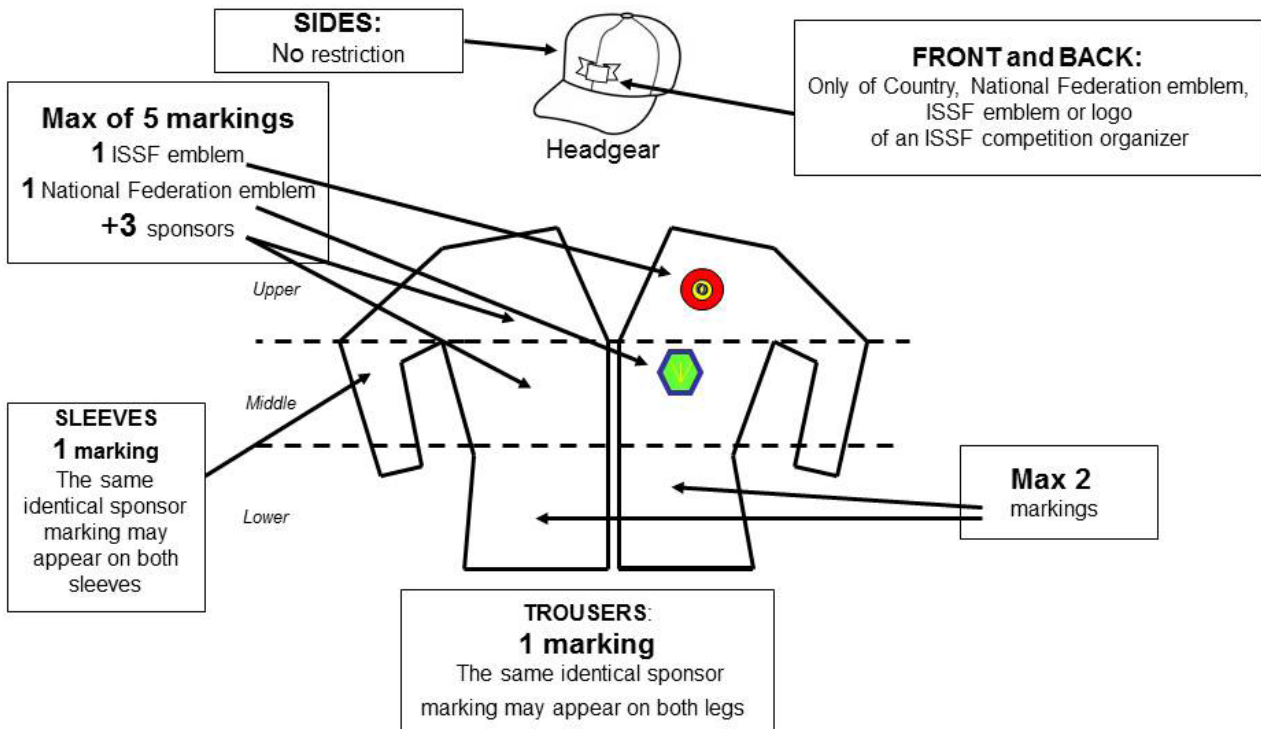 SIDES:
No restriction
FRONT and BACK:
Only of Country, National Federation emblem,
ISSF emblem or logo
of an ISSF competition organizer
Headgear
Max of 5 markings
1 ISSF emblem
1 National Federation emblem
+3 sponsors
Upper
Middle
Lower
SLEEVES
1 marking
The same
identical sponsor
marking may
appear on both
sleeves
Max 2
markings
TROUSERS:
1 marking
The same identical sponsor
marking may appear on both legs